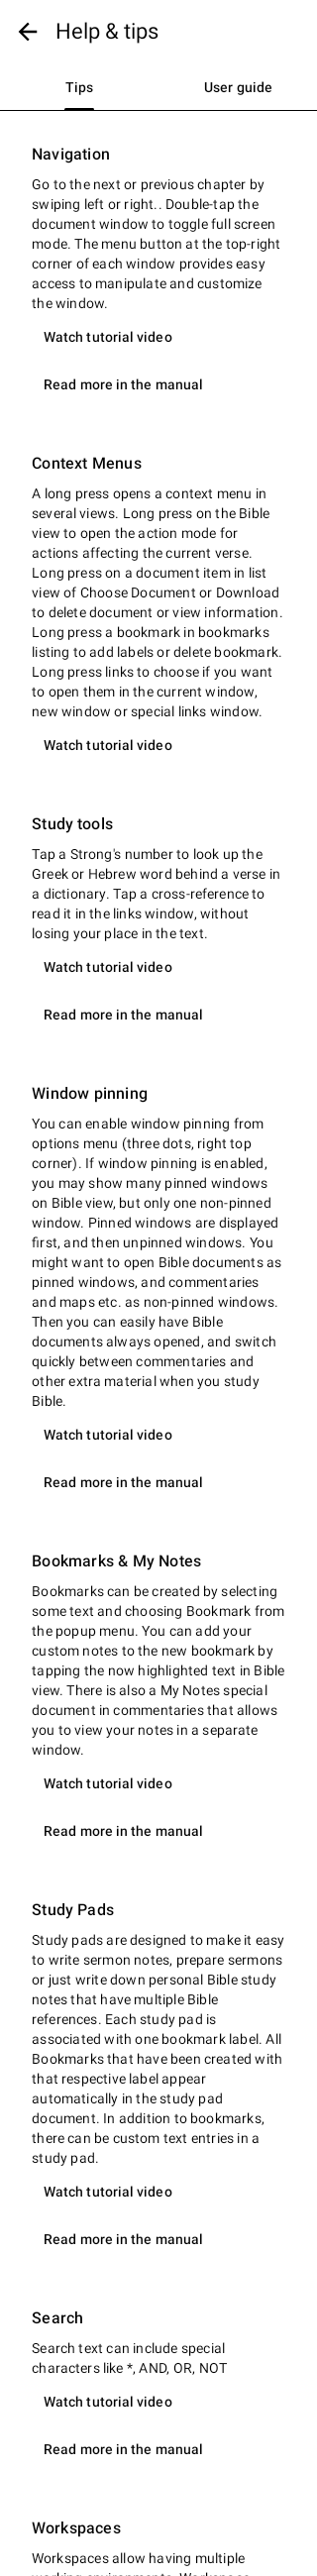 Help & tips
Tips
User guide
Navigation
Go to the next or previous chapter by
swiping left or right.. Double-tap the
document window to toggle full screen
mode. The menu button at the top-right
corner of each window provides easy
access to manipulate and customize
the window.
Watch tutorial video
Read more in the manual
Context Menus
A long press opens a context menu in
several views. Long press on the Bible
view to open the action mode for
actions affecting the current verse.
Long press on a document item in list
view of Choose Document or Download
to delete document or view information.
Long press a bookmark in bookmarks
listing to add labels or delete bookmark.
Long press links to choose if you want
to open them in the current window,
new window or special links window.
Watch tutorial video
Study tools
Tap a Strong's number to look up the
Greek or Hebrew word behind a verse in
a dictionary. Tap a cross-reference to
read it in the links window, without
losing your place in the text.
Watch tutorial video
Read more in the manual
Window pinning
You can enable window pinning from
options menu (three dots, right top
corner). If window pinning is enabled,
you may show many pinned windows
on Bible view, but only one non-pinned
window. Pinned windows are displayed
first, and then unpinned windows. You
might want to open Bible documents as
pinned windows, and commentaries
and maps etc. as non-pinned windows.
Then you can easily have Bible
documents always opened, and switch
quickly between commentaries and
other extra material when you study
Bible.
Watch tutorial video
Read more in the manual
Bookmarks & My Notes
Bookmarks can be created by selecting
some text and choosing Bookmark from
the popup menu. You can add your
custom notes to the new bookmark by
tapping the now highlighted text in Bible
view. There is also a My Notes special
document in commentaries that allows
you to view your notes in a separate
window.
Watch tutorial video
Read more in the manual
Study Pads
Study pads are designed to make it easy
to write sermon notes, prepare sermons
or just write down personal Bible study
notes that have multiple Bible
references. Each study pad is
associated with one bookmark label. All
Bookmarks that have been created with
that respective label appear
automatically in the study pad
document. In addition to bookmarks,
there can be custom text entries in a
study pad.
Watch tutorial video
Read more in the manual
Search
Search text can include special
characters like *, AND, OR, NOT
Watch tutorial video
Read more in the manual
Workspaces
Workspaces allow having multiple